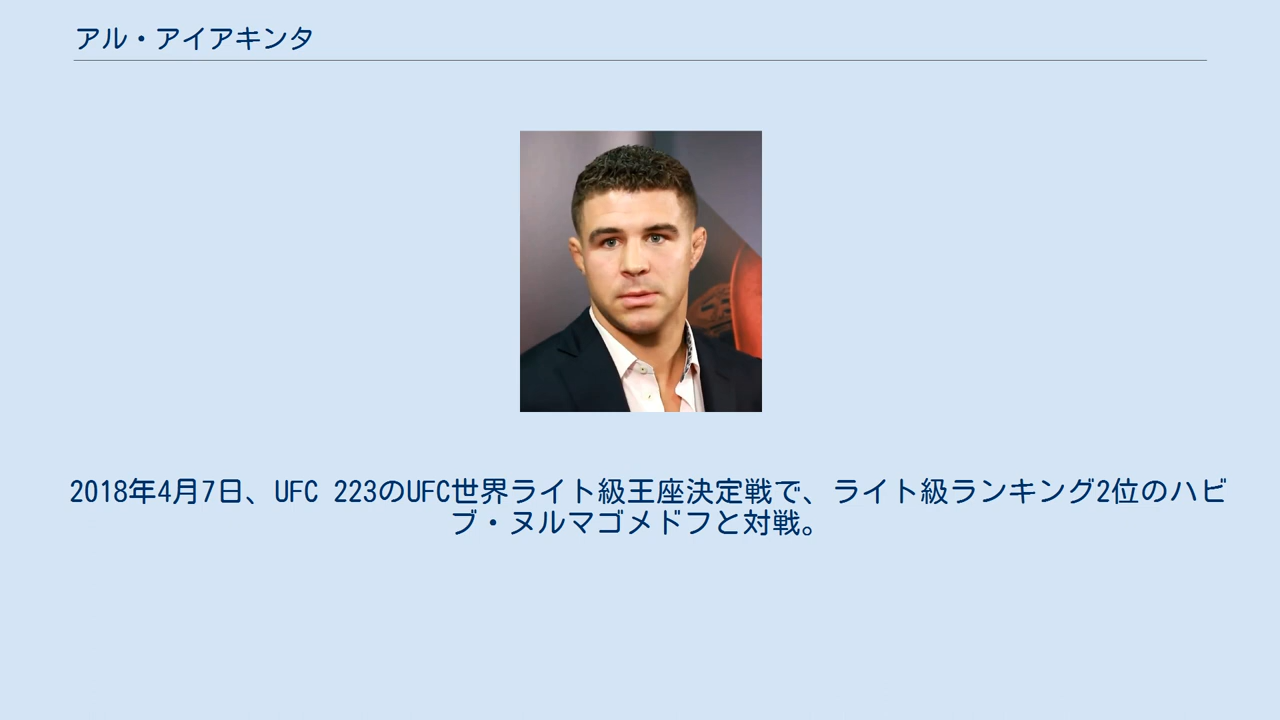 アル・アイアキンタ
2018年4月7日、UFC 223のUFC世界ライト級王座決定戦で、ライト級ランキング2位のハビ
ブ・ヌルマゴメドフと対戦。